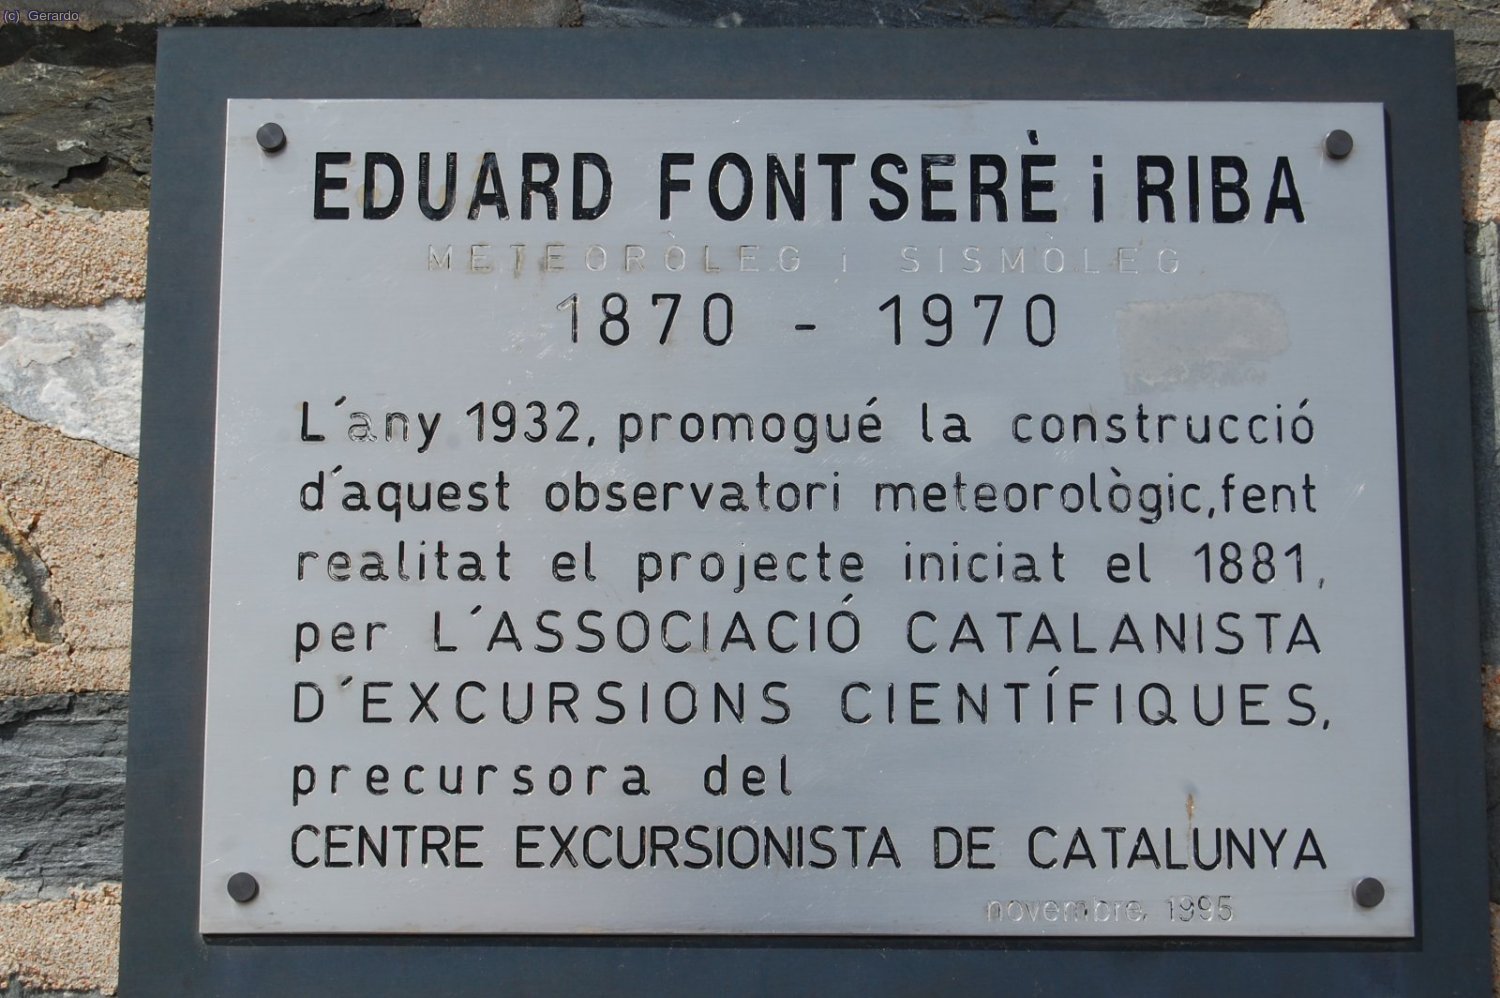 (c) Gerardo
EDUARD FONTSERÈ i RIBA
METEORÒLEG i SISMÒLEG
1870 - 1970
L´any 1932, promogué la construcció
d´aquest observatori meteorològic, fent
realitat el projecte iniciat el 1881,
per L´ASSOCIACIÓ CATALANISTA
D´EXCURSIONS CIENTÍFIQUES,
precursora del
CENTRE EXCURSIONISTA DE CATALUNYA
novembre, 1995